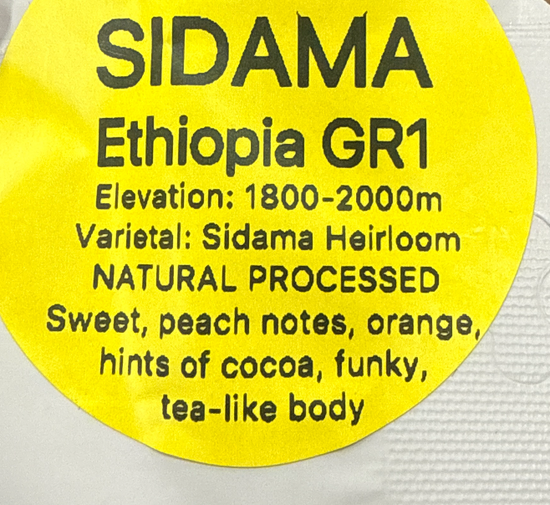 SIDAMA
Ethiopia GR1
Elevation: 1800-2000m
Varietal: Sidama Heirloom
NATURAL PROCESSED
Sweet, peach notes, orange,
hints of cocoa, funky,
tea-like body